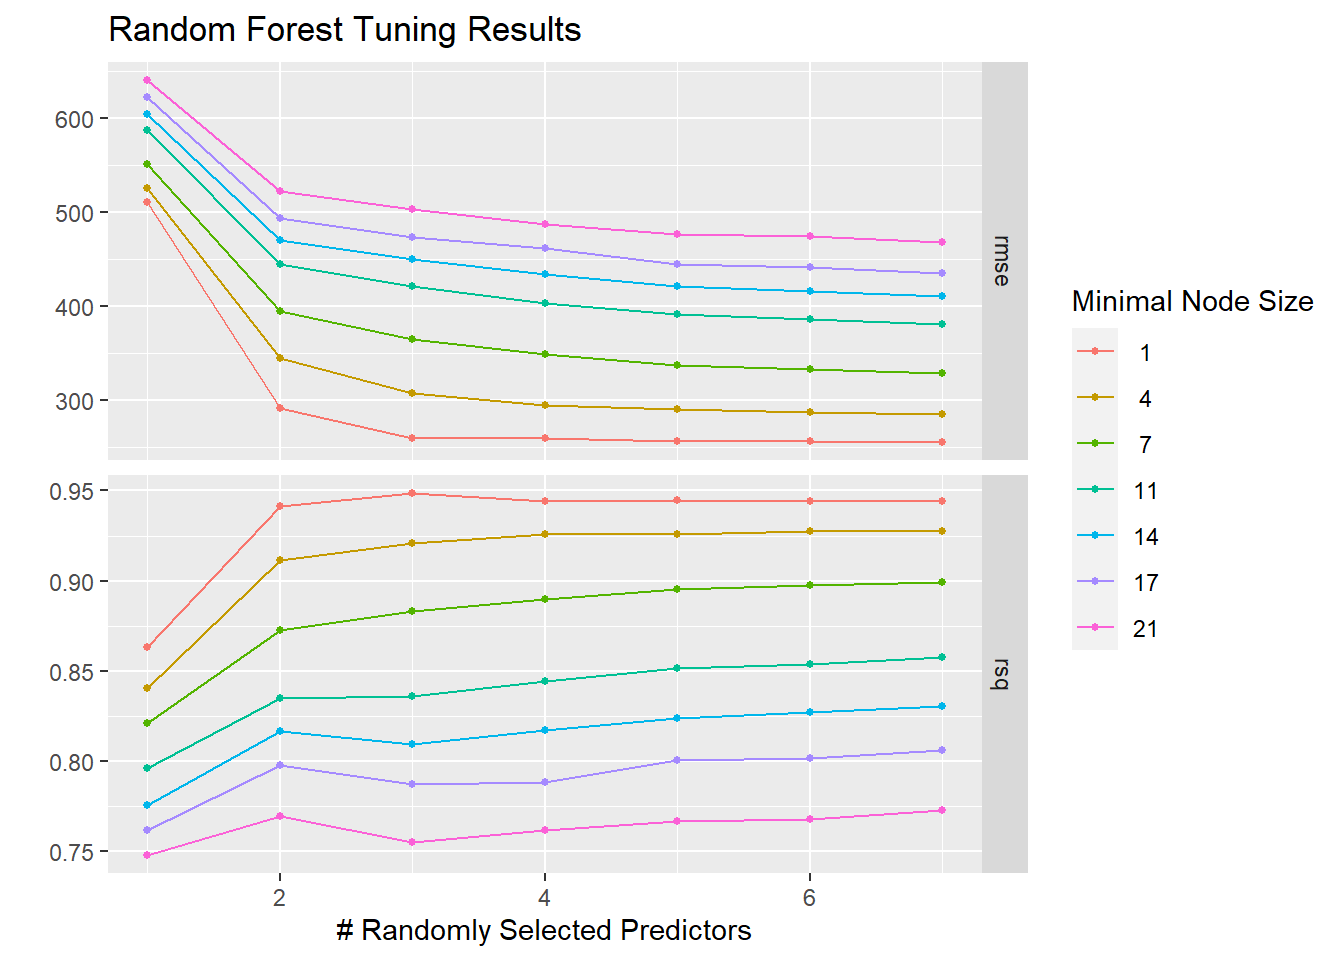 Random Forest Tuning Results
600
500
400
300
rmse
0.95
0.90
0.85
0.80
0.75
rsq
2 4 6
# Randomly Selected Predictors
Minimal Node Size
1
4
7
11
14
17
21